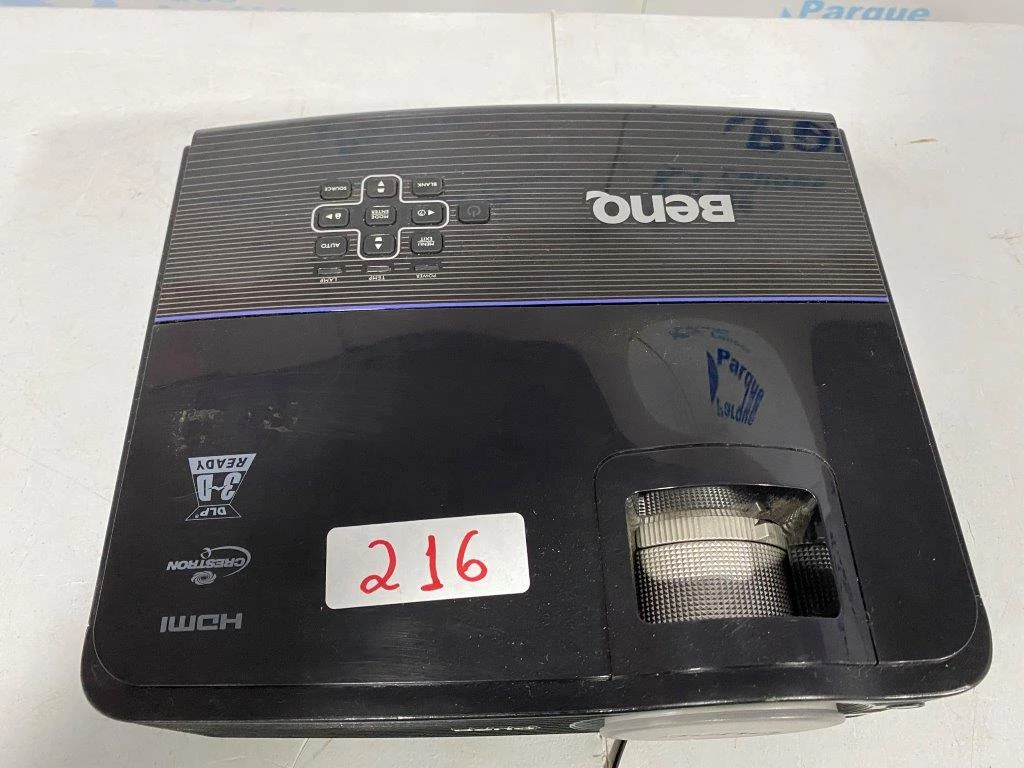 Parque
BenQ
BLANK
SOURCE
MODE
ENTER
MENU
EXIT
AUTO
POWER
TEMP
LAMP
Parque
Parque
DLP®
3-D
READY
CRESTRON
HDMI
216